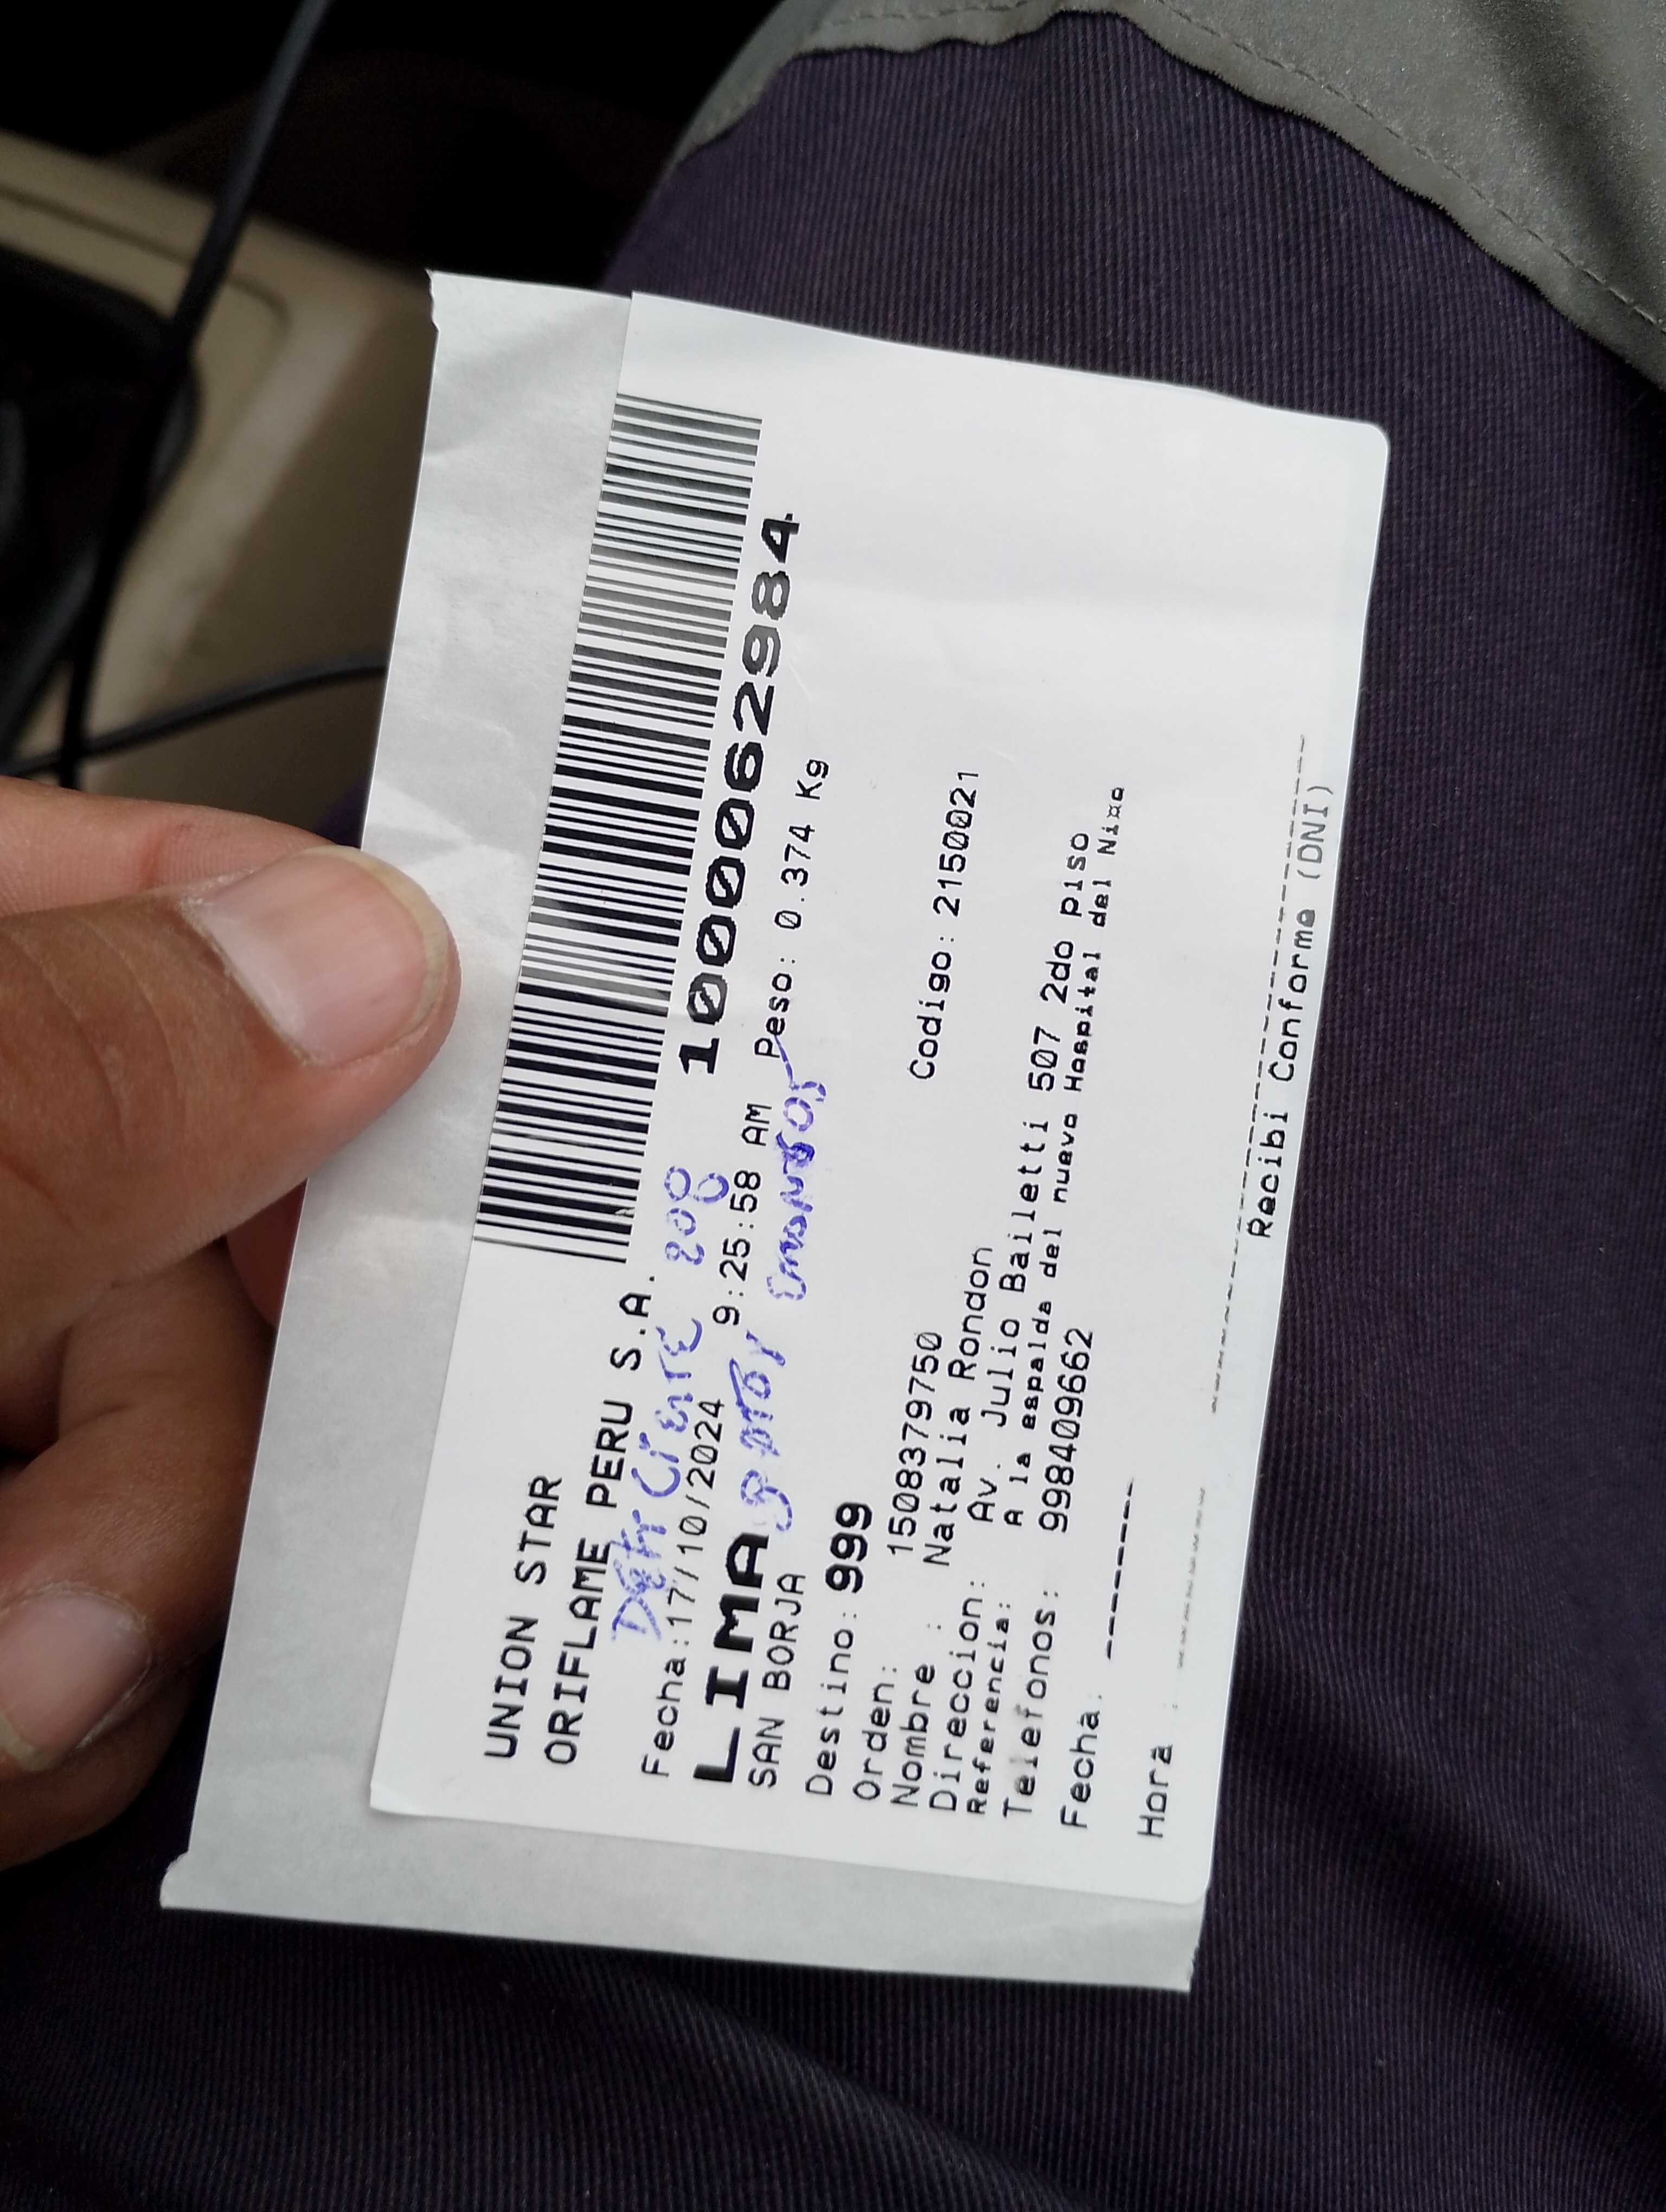 UNION STAR
ORIFLAME PERU S.A.
1000062984
Fecha:17/10/2024 9:25:58 AM Peso: 0.374 Kg
LIMA
SAN BORJA
Destino: 999
Orden: 1508379750 Codigo: 2150021
Nombre : Natalia Rondon
Direccion: Av. Julio Bailetti 507 2do piso
Referencia: A la espalda del nuevo Hospital del Ni¤o
Telefonos: 998409662
Fecha:
Hora :
Recibi Conforme (DNI)